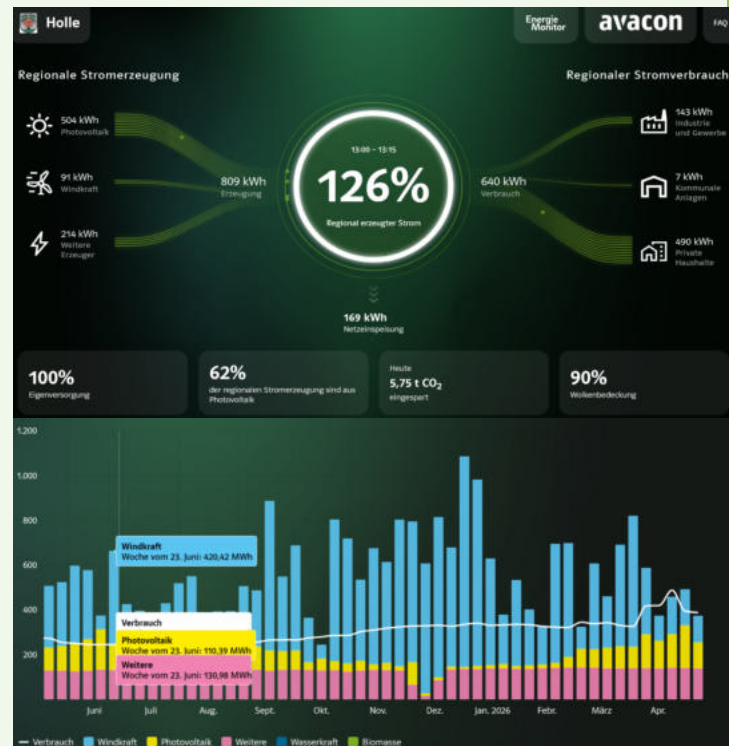 Holle
Energie
Monitor
avacon
FAQ
Regionale Stromerzeugung
Regionaler Stromverbrauch
504 kWh
Photovoltaik
91 kWh
Windkraft
214 kWh
Weitere
Erzeuger
809 kWh
Erzeugung
13:00 – 13:15
126%
Regional erzeugter Strom
640 kWh
Verbrauch
143 kWh
Industrie
und Gewerbe
7 kWh
Kommunale
Anlagen
490 kWh
Private
Haushalte
169 kWh
Netzeinspeisung
100%
Eigenversorgung
62%
der regionalen Stromerzeugung sind aus
Photovoltaik
Heute
5,75 t CO₂
eingespart
90%
Wolkenbedeckung
1.200
1.000
800
600
400
200
Windkraft
Woche vom 23. Juni: 420,42 MWh
Verbrauch
Photovoltaik
Woche vom 23. Juni: 110,39 MWh
Weitere
Woche vom 23. Juni: 130,98 MWh
Juni Juli Aug. Sept. Okt. Nov. Dez. Jan. 2026 Febr. März Apr.
Verbrauch Windkraft Photovoltaik Weitere Wasserkraft Biomasse